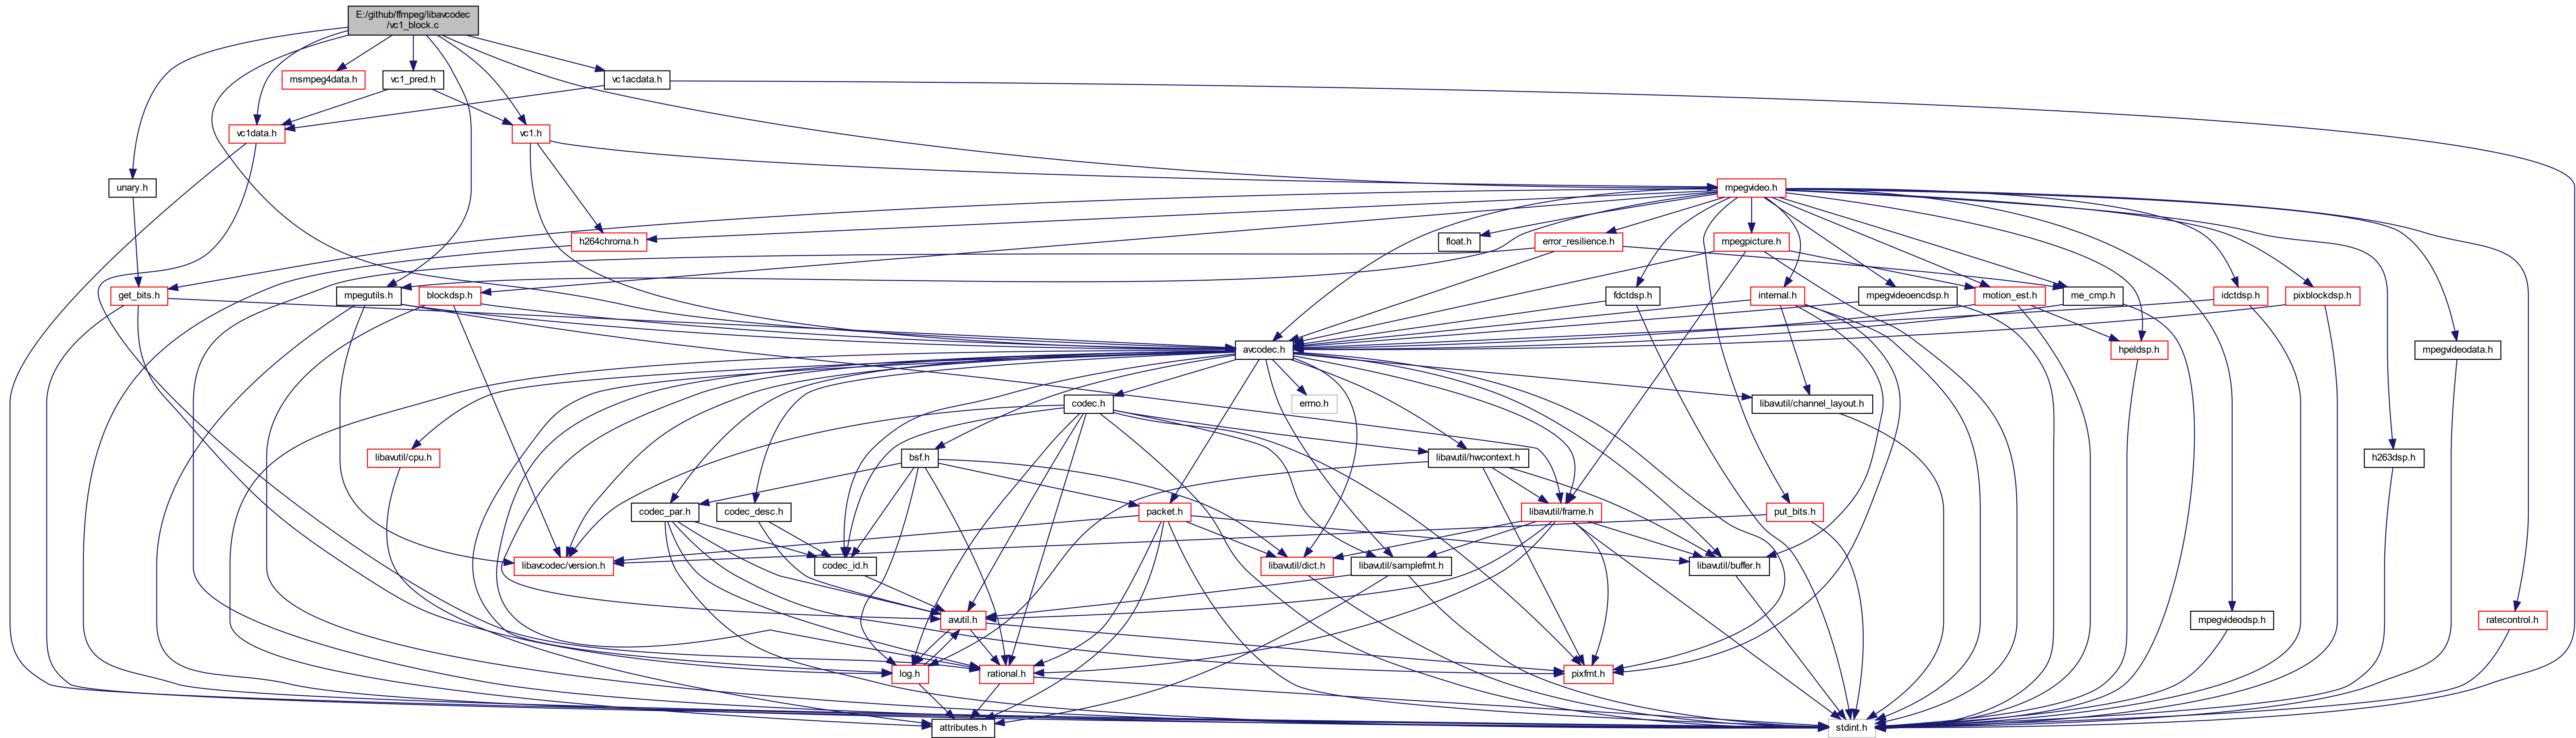 E:/github/ffmpeg/libavcodec
/vc1_block.c
msmpeg4data.h
vc1_pred.h
vc1acdata.h
vc1data.h
vc1.h
unary.h
mpegvideo.h
h264chroma.h
float.h
error_resilience.h
mpegpicture.h
get_bits.h
mpegutils.h
blockdsp.h
fdctdsp.h
internal.h
mpegvideoencdsp.h
motion_est.h
me_cmp.h
idctdsp.h
pixblockdsp.h
avcodec.h
hpeldsp.h
mpegvideodata.h
codec.h
errno.h
libavutil/channel_layout.h
libavutil/cpu.h
bsf.h
libavutil/hwcontext.h
h263dsp.h
codec_par.h
codec_desc.h
packet.h
libavutil/frame.h
put_bits.h
libavcodec/version.h
codec_id.h
libavutil/dict.h
libavutil/samplefmt.h
libavutil/buffer.h
avutil.h
mpegvideodsp.h
ratecontrol.h
log.h
rational.h
pixfmt.h
attributes.h
stdint.h